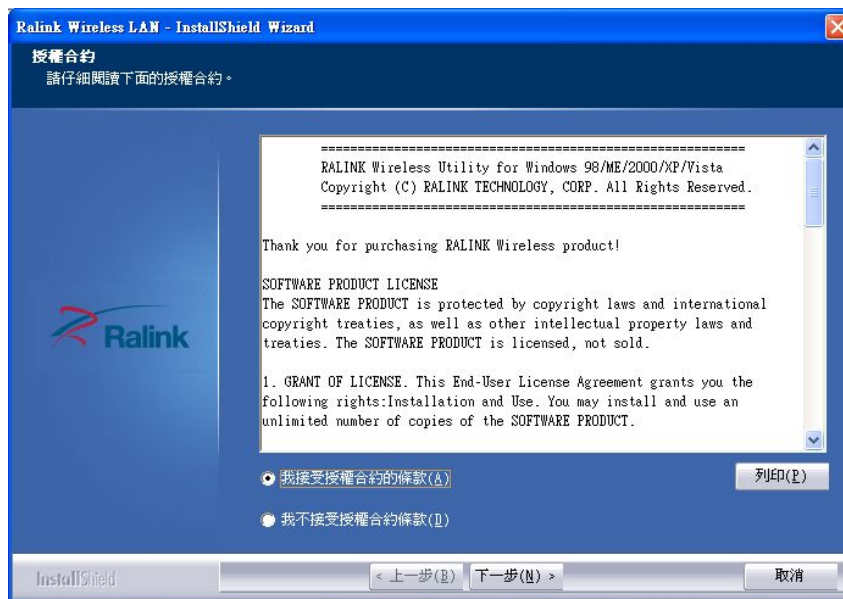 Ralink Wireless LAN - InstallShield Wizard
授權合約
請仔細閱讀下面的授權合約。
==========================================================
RALINK Wireless Utility for Windows 98/ME/2000/XP/Vista
Copyright (C) RALINK TECHNOLOGY, CORP. All Rights Reserved.
==========================================================
Thank you for purchasing RALINK Wireless product!
SOFTWARE PRODUCT LICENSE
The SOFTWARE PRODUCT is protected by copyright laws and international
copyright treaties, as well as other intellectual property laws and
treaties. The SOFTWARE PRODUCT is licensed, not sold.
1. GRANT OF LICENSE. This End-User License Agreement grants you the
following rights:Installation and Use. You may install and use an
unlimited number of copies of the SOFTWARE PRODUCT.
Ralink
我接受授權合約的條款(A)
列印(P)
我不接受授權合約條款(D)
InstallShield
< 上一步(B)
下一步(N) >
取消